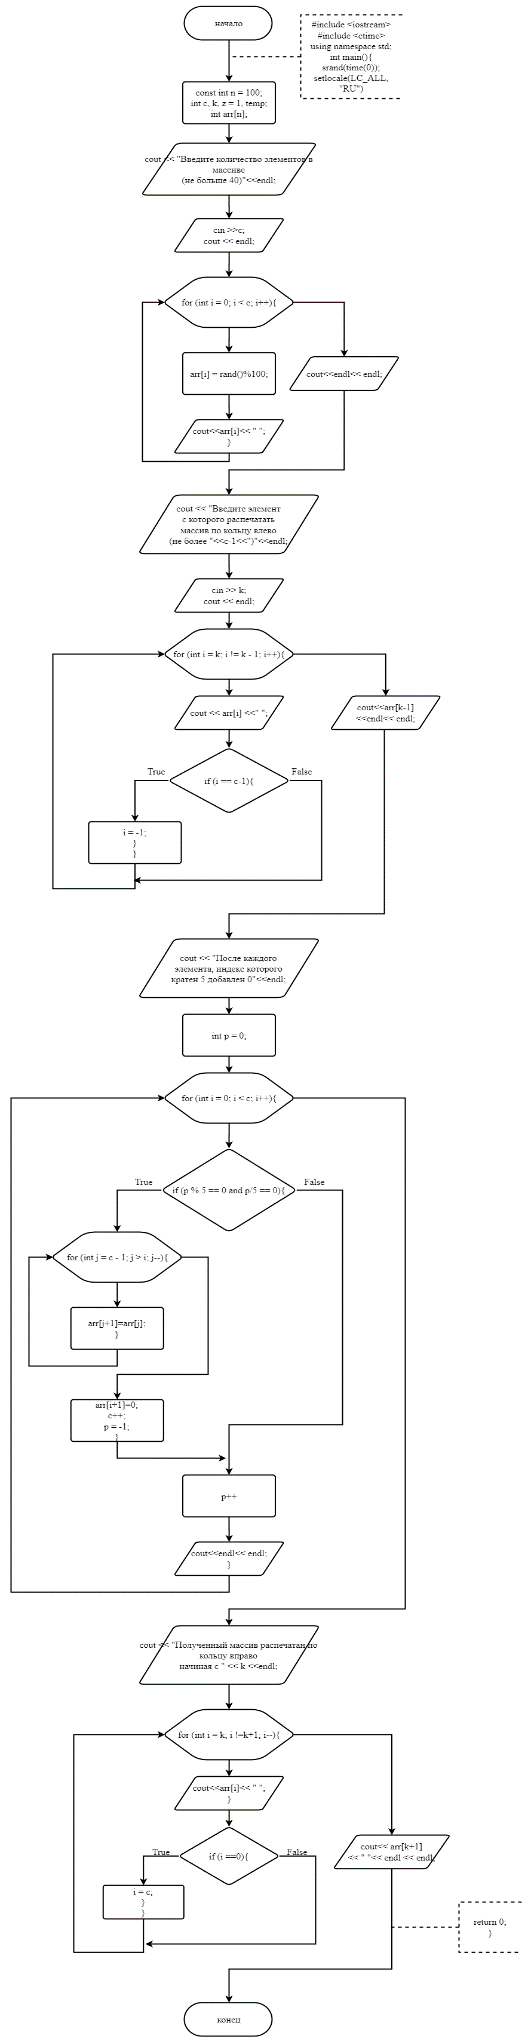 начало
#include <iostream>
#include <ctime>
using namespace std;
int main(){
srand(time(0));
setlocale(LC_ALL,
"RU")
const int n = 100;
int c, k, z = 1, temp;
int arr[n];
cout << "Введите количество элементов в
массиве
(не больше 40)"<<endl;
cin >>c;
cout << endl;
for (int i = 0; i < c; i++){
arr[i] = rand()%100;
cout<<endl<< endl;
cout<<arr[i]<< " ";
}
cout << "Введите элемент
с которого распечатать
массив по кольцу влево
(не более "<<c-1<<")"<<endl;
cin >> k;
cout << endl;
for (int i = k; i != k - 1; i++){
cout << arr[i] <<" ";
cout<<arr[k-1]
<<endl<< endl;
if (i == c-1){
True
False
i = -1;
}
}
cout << "После каждого
элемента, индекс которого
кратен 5 добавлен 0"<<endl;
int p = 0;
for (int i = 0; i < c; i++){
if (p % 5 == 0 and p/5 == 0){
True
False
for (int j = c - 1; j > i; j--){
arr[j+1]=arr[j];
}
arr[i+1]=0;
c++;
p = -1;
}
p++
cout<<endl<< endl;
}
cout << "Полученный массив распечатан по
кольцу вправо
начиная с " << k <<endl;
for (int i = k; i !=k+1; i--){
cout<<arr[i]<< " ";
}
cout<< arr[k+1]
<< " "<< endl << endl;
if (i ==0){
True
False
i = c;
}
}
return 0;
}
конец